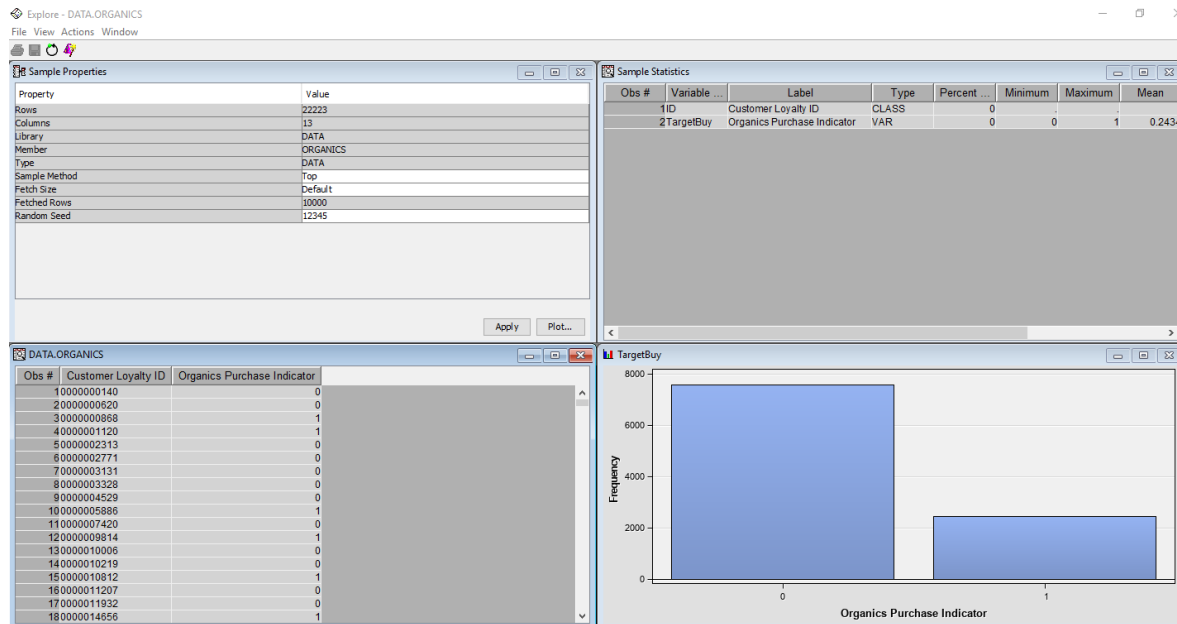 Explore - DATA.ORGANICS
File View Actions Window
Sample Properties
Property Value
Rows 22223
Columns 13
Library DATA
Member ORGANICS
Type DATA
Sample Method Top
Fetch Size Default
Fetched Rows 10000
Random Seed 12345
Apply Plot...
Sample Statistics
Obs # Variable ... Label Type Percent ... Minimum Maximum Mean
1 ID Customer Loyalty ID CLASS 0 . .
2 TargetBuy Organics Purchase Indicator VAR 0 0 1 0.2434
DATA.ORGANICS
Obs # Customer Loyalty ID Organics Purchase Indicator
1 0000000140 0
2 0000000620 0
3 0000000868 1
4 0000001120 1
5 0000002313 0
6 0000002771 0
7 0000003131 0
8 0000003328 0
9 0000004529 0
10 0000005886 1
11 0000007420 0
12 0000009814 1
13 0000010006 0
14 0000010219 0
15 0000010812 1
16 0000011207 0
17 0000011932 0
18 0000014656 1
TargetBuy
8000
6000
4000
2000
0
Frequency
0 1
Organics Purchase Indicator